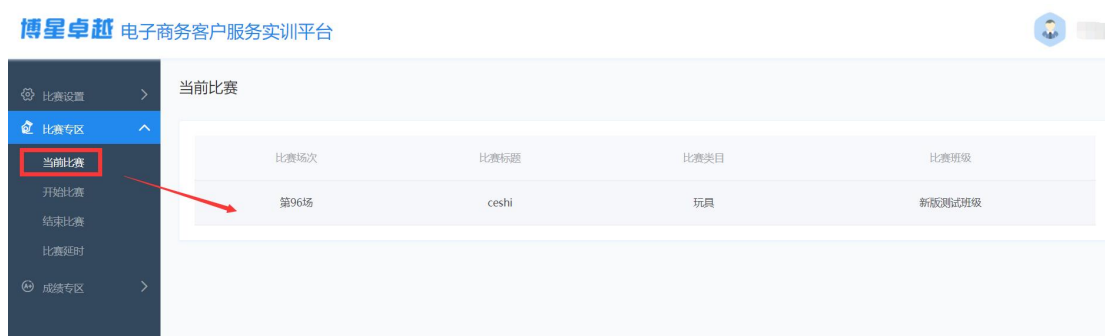 博星卓越 电子商务客户服务实训平台
比赛设置
比赛专区
当前比赛
开始比赛
结束比赛
比赛延时
A+ 成绩专区
当前比赛
比赛场次 比赛标题 比赛类目 比赛班级
第96场 ceshi 玩具 新版测试班级